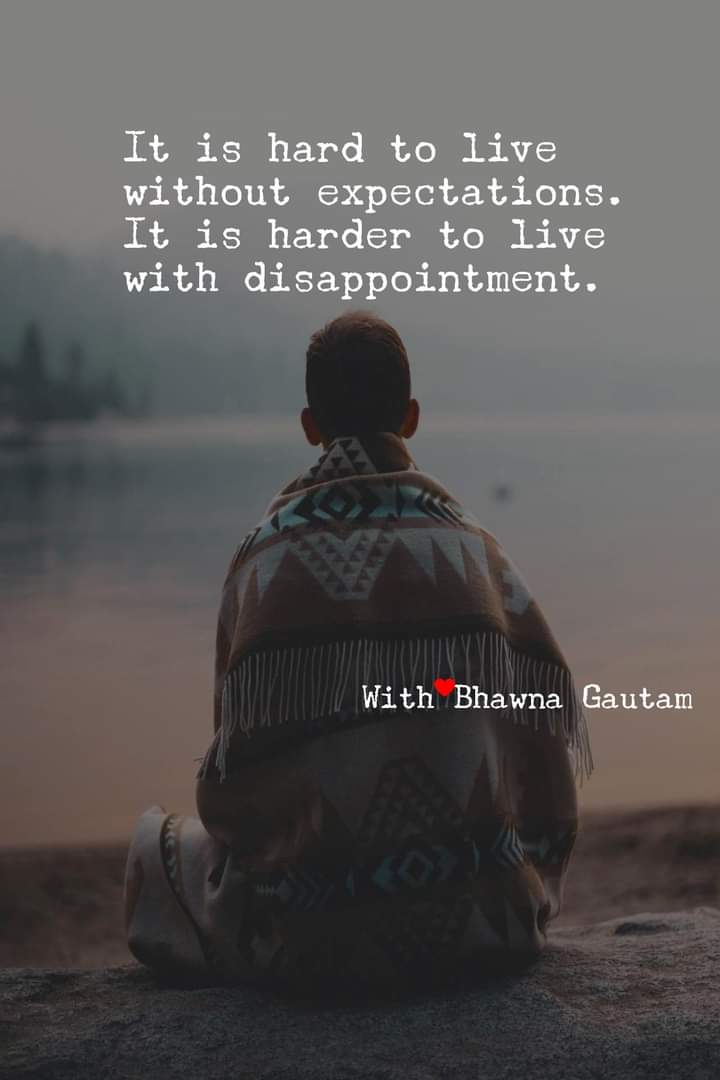 It is hard to live
without expectations.
It is harder to live
with disappointment.
With❤Bhawna Gautam